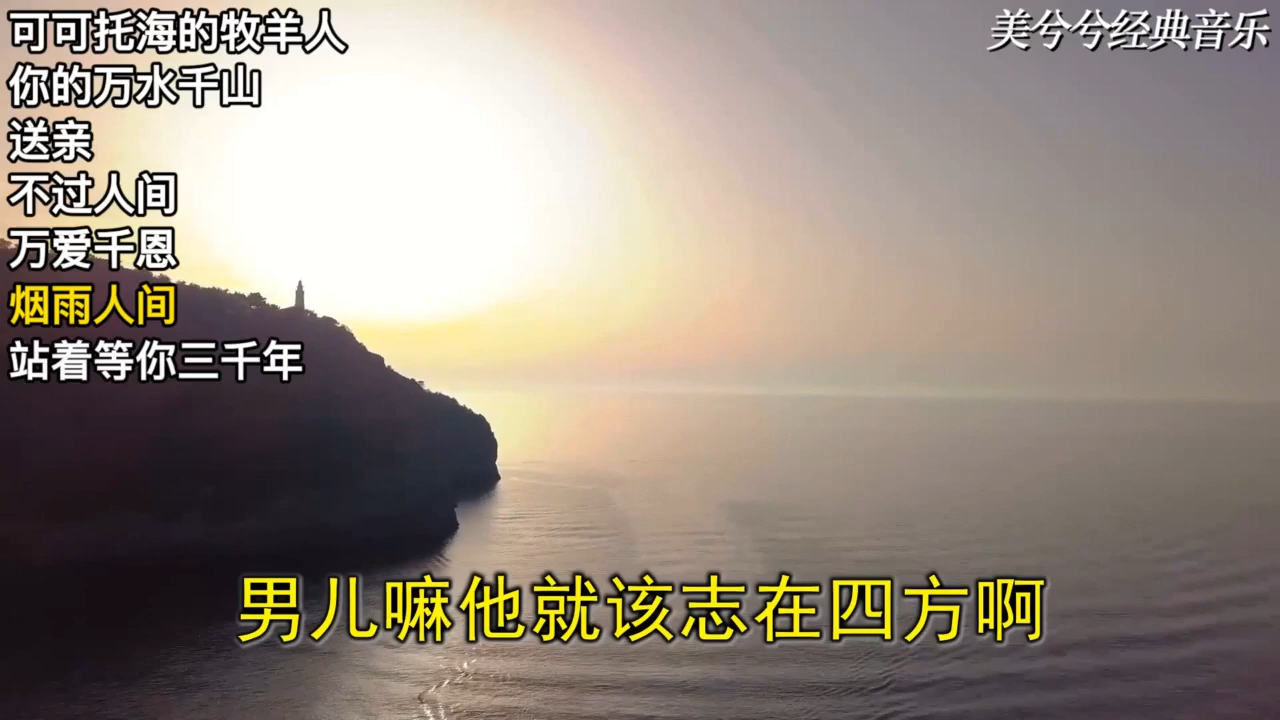 可可托海的牧羊人
美兮兮经典音乐
你的万水千山
送亲
不过人间
万爱千恩
烟雨人间
站着等你三千年
男儿嘛他就该志在四方啊